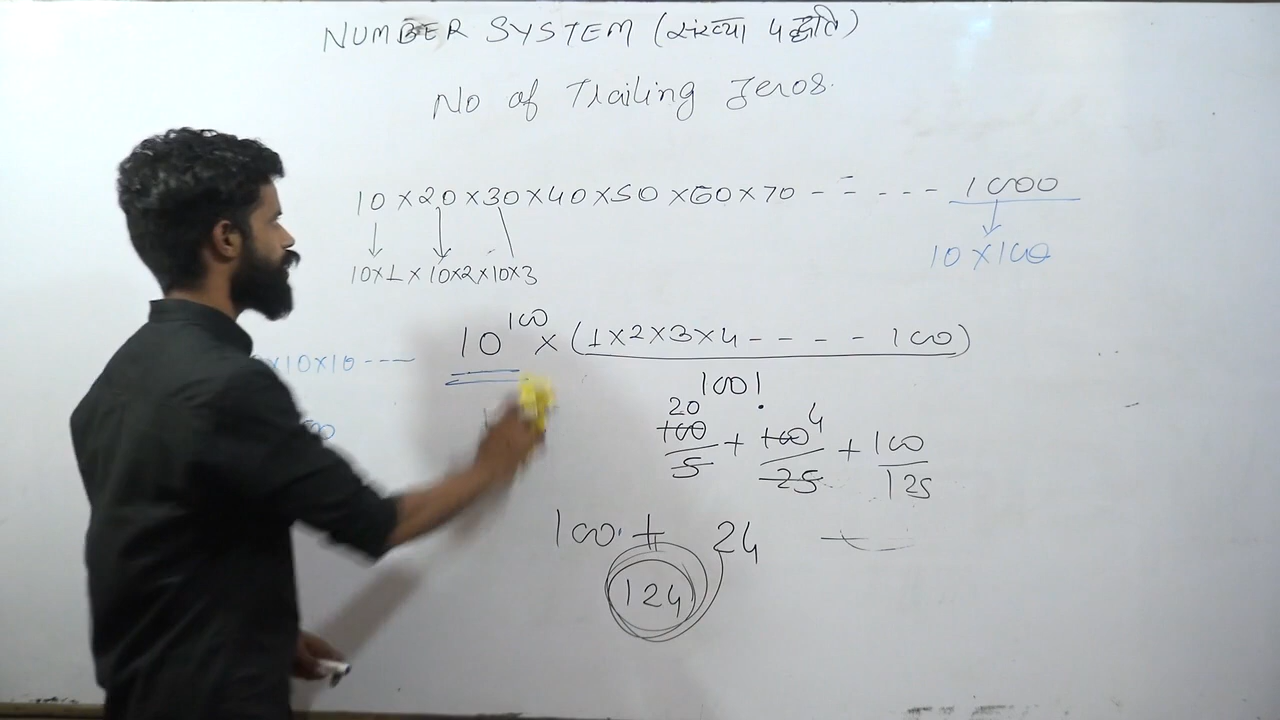 NUMBER SYSTEM (संख्या पद्धति)
No of Trailing Zeros.
10 × 20 × 30 × 40 × 50 × 60 × 70 - - - - - - 1000
10×1 × 10×2 × 10×3
10 × 100
×10×10 ----
10^100 × (1×2×3×4 - - - - - 100)
100!
20 4
100/5 + 100/25 + 100/125
100 + 24
124